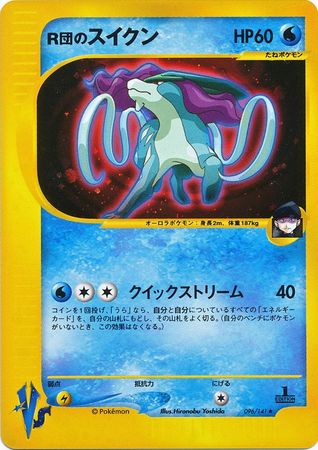 R団のスイクン HP60
たねポケモン
オーロラポケモン：身長2m、体重187kg
クイックストリーム 40
コインを1回投げ、「うら」なら、自分と自分についているすべての「エネルギー
カード」を、自分の山札にもどし、その山札をよく切る。（自分のベンチにポケモン
がいないとき、この効果はなくなる。）
弱点 抵抗力 にげる
© Pokémon Illus. Hironobu Yoshida 096/141 ★
1
EDITION
VS